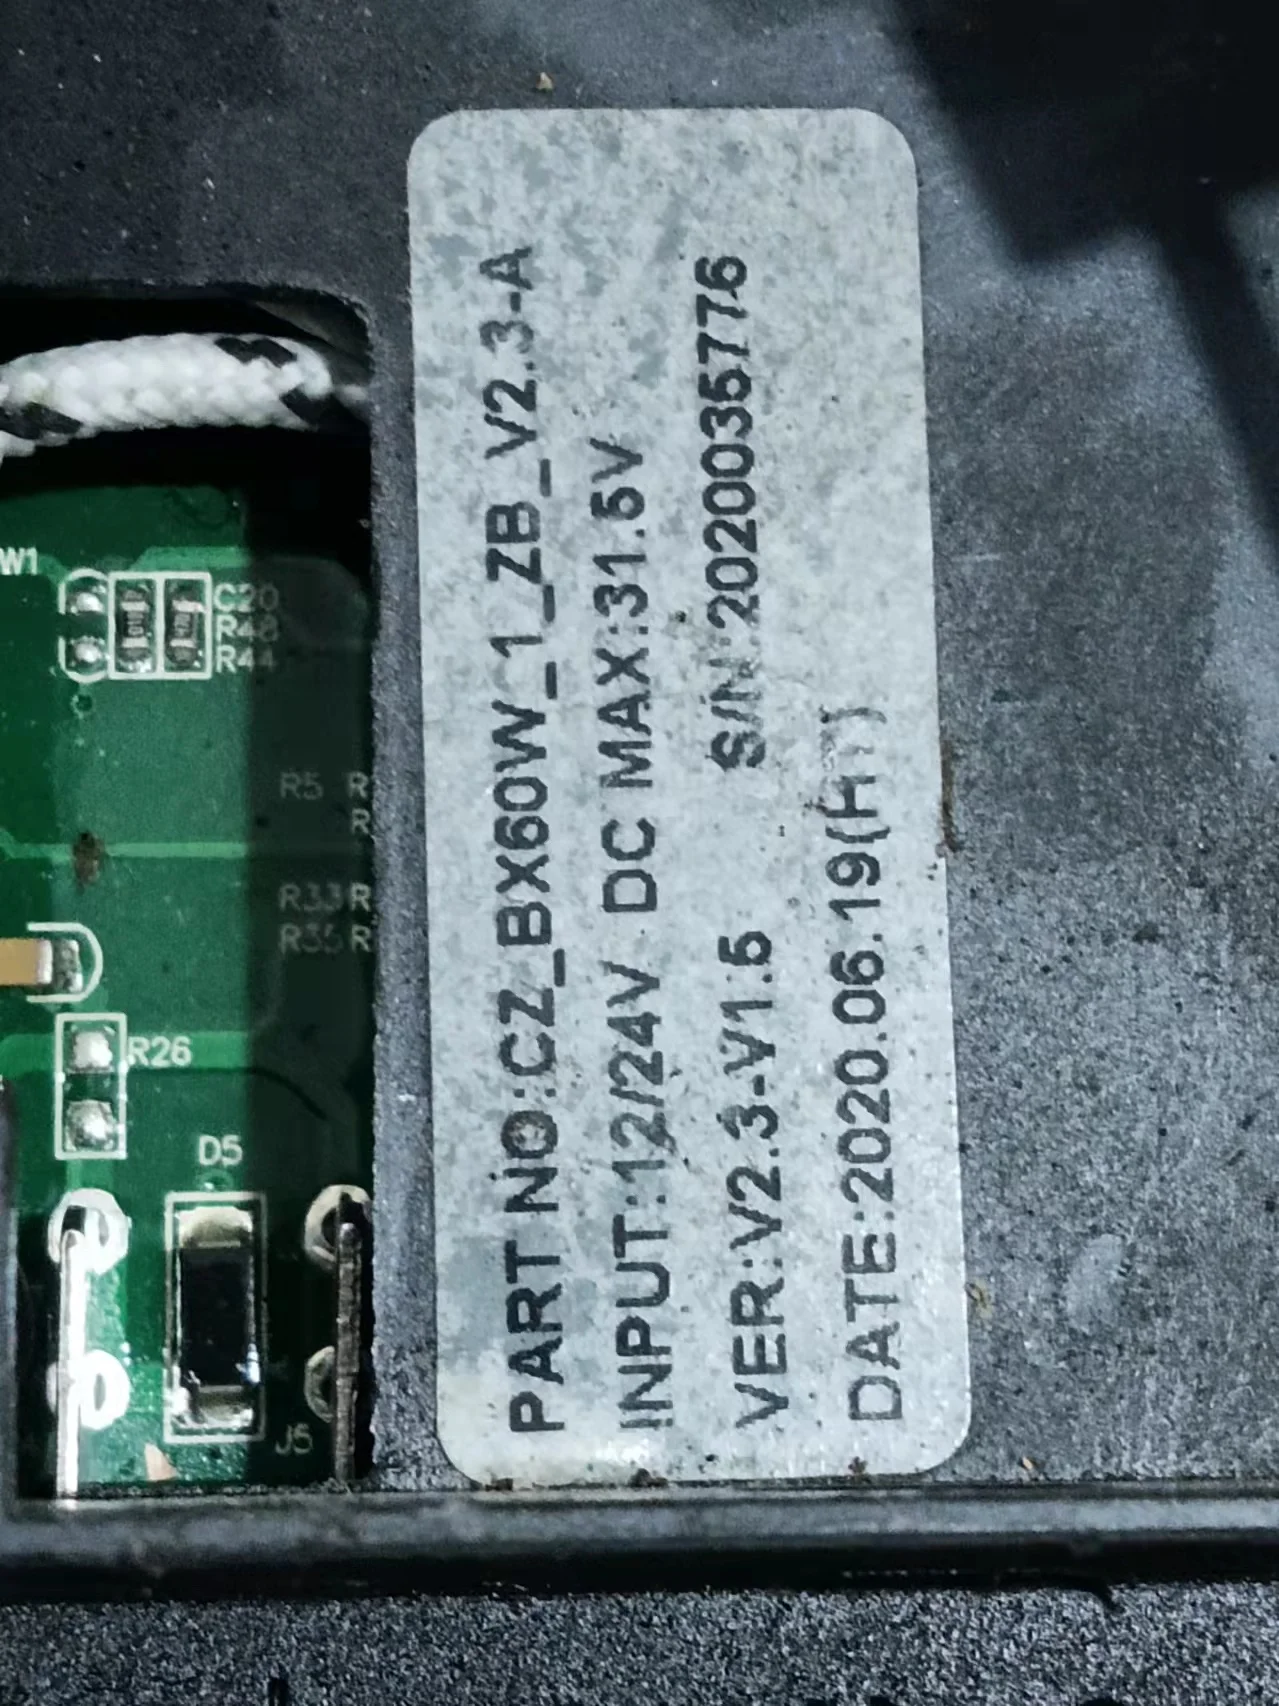 PART NO:CZ_BX60W_1_ZB_V2.3-A
INPUT:12/24V DC MAX:31.5V
VER:V2.3-V1.5 S/N:2020035776
DATE:2020.06.19
W1
C20
R48
R44
R5
R33
R35
R26
D5
J5